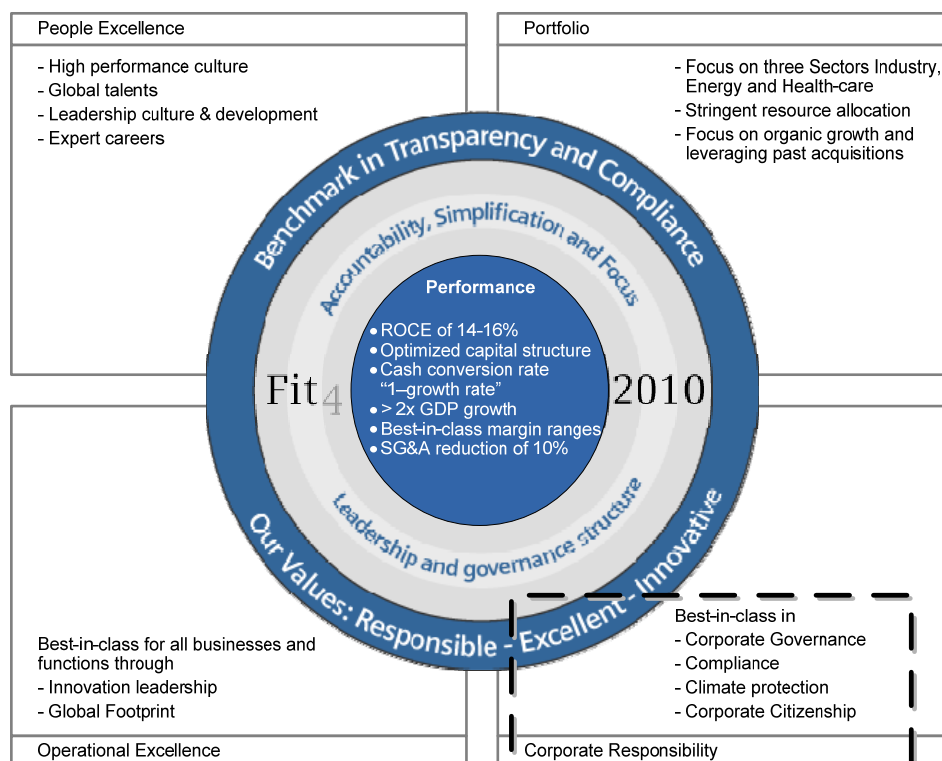 People Excellence
- High performance culture
- Global talents
- Leadership culture & development
- Expert careers
Portfolio
- Focus on three Sectors Industry,
Energy and Health-care
- Stringent resource allocation
- Focus on organic growth and
leveraging past acquisitions
Benchmark in Transparency and Compliance
Accountability, Simplification and Focus
Performance
• ROCE of 14-16%
• Optimized capital structure
• Cash conversion rate
“1–growth rate”
• > 2x GDP growth
• Best-in-class margin ranges
• SG&A reduction of 10%
Fit4 2010
Leadership and governance structure
Our Values: Responsible - Excellent - Innovative
Best-in-class for all businesses and
functions through
- Innovation leadership
- Global Footprint
Operational Excellence
Best-in-class in
- Corporate Governance
- Compliance
- Climate protection
- Corporate Citizenship
Corporate Responsibility